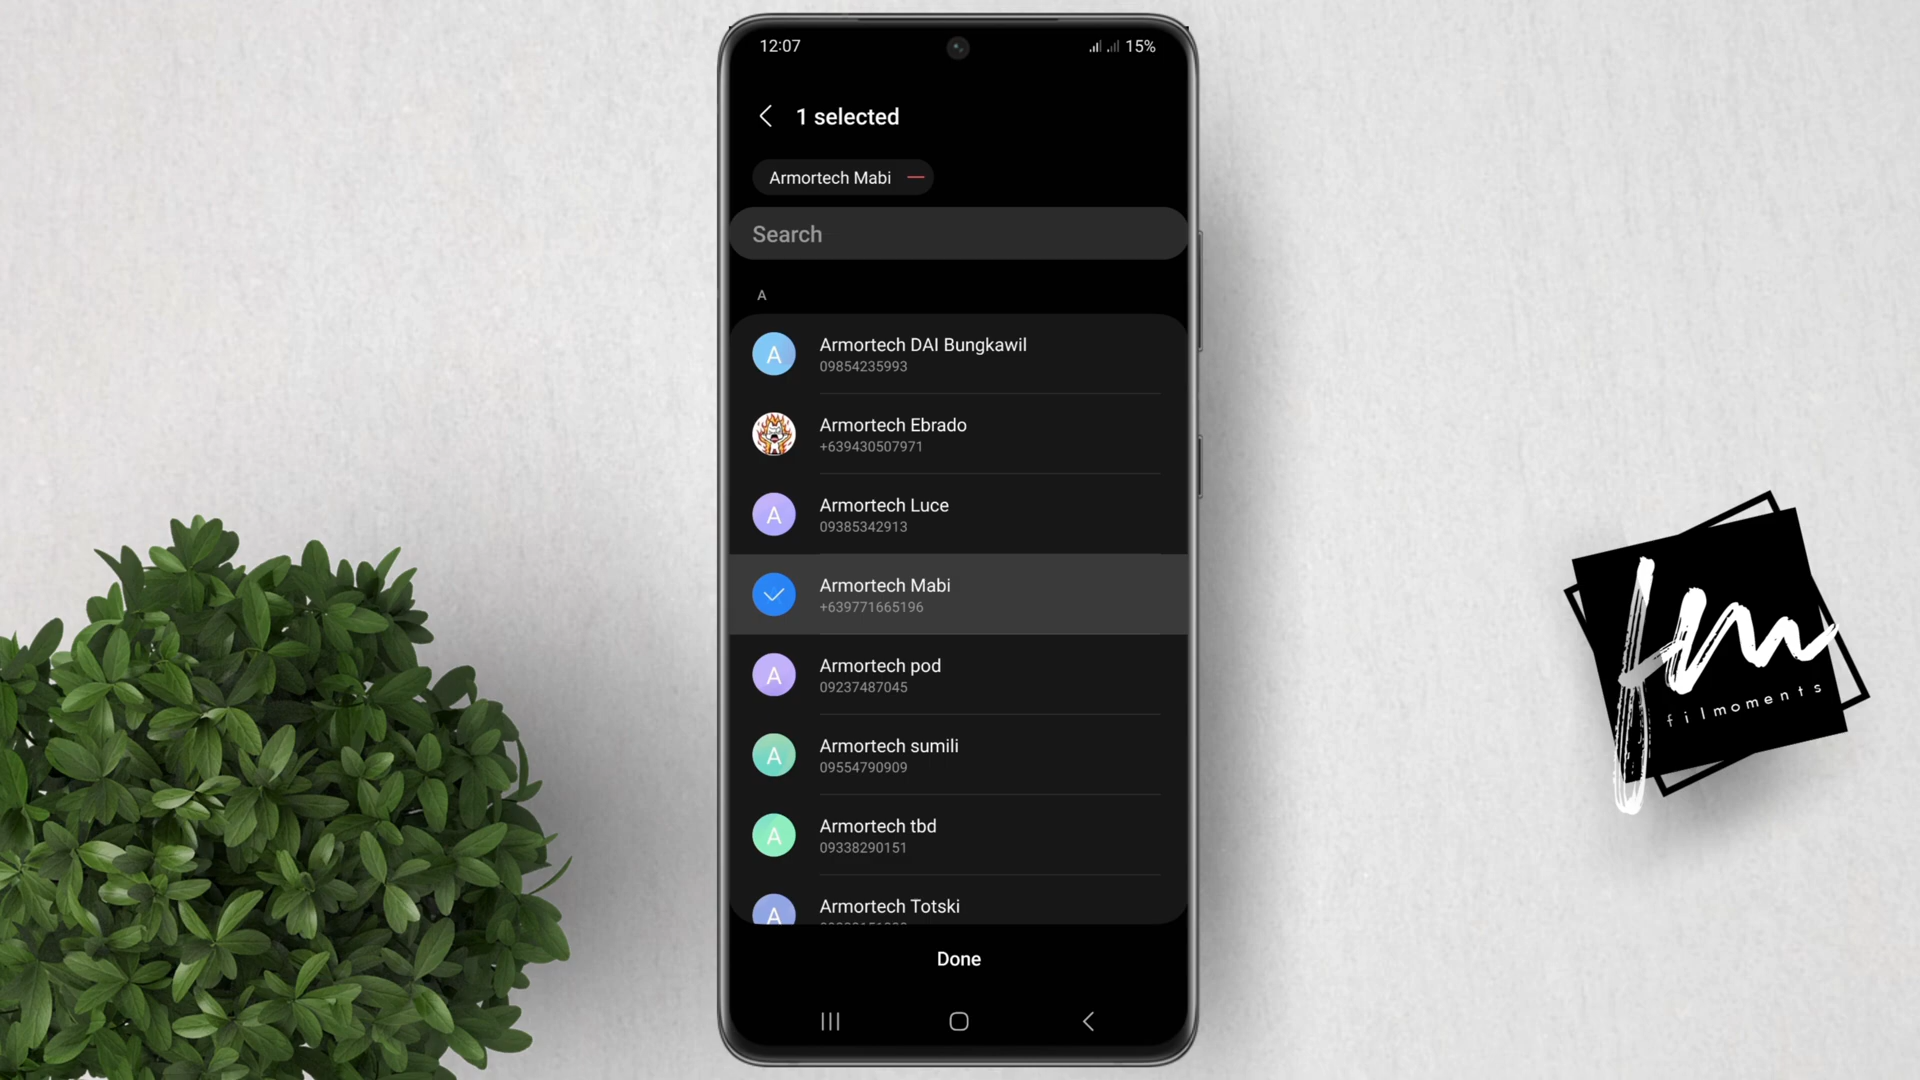 12:07
15%
1 selected
Armortech Mabi
Search
A
A
Armortech DAI Bungkawil
09854235993
Armortech Ebrado
+639430507971
A
Armortech Luce
09385342913
Armortech Mabi
+639771665196
A
Armortech pod
09237487045
A
Armortech sumili
09554790909
A
Armortech tbd
09338290151
A
Armortech Totski
Done
fm
filmoments